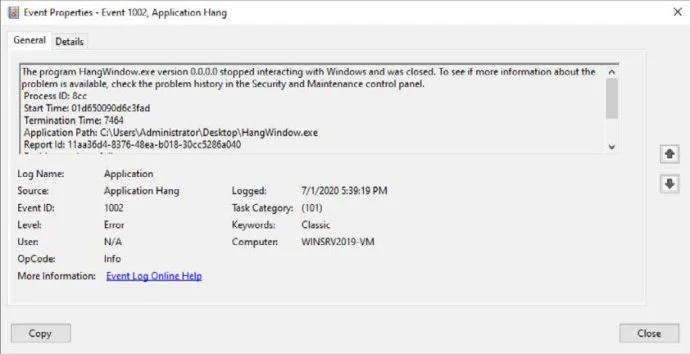 Event Properties - Event 1002, Application Hang
General Details
The program HangWindow.exe version 0.0.0.0 stopped interacting with Windows and was closed. To see if more information about the
problem is available, check the problem history in the Security and Maintenance control panel.
Process ID: 8cc
Start Time: 01d650090d6c3fad
Termination Time: 7464
Application Path: C:\Users\Administrator\Desktop\HangWindow.exe
Report Id: 11aa36d4-8376-48ea-b018-30cc5286a040
Log Name: Application
Source: Application Hang Logged: 7/1/2020 5:39:19 PM
Event ID: 1002 Task Category: (101)
Level: Error Keywords: Classic
User: N/A Computer: WINSRV2019-VM
OpCode: Info
More Information: Event Log Online Help
Copy Close